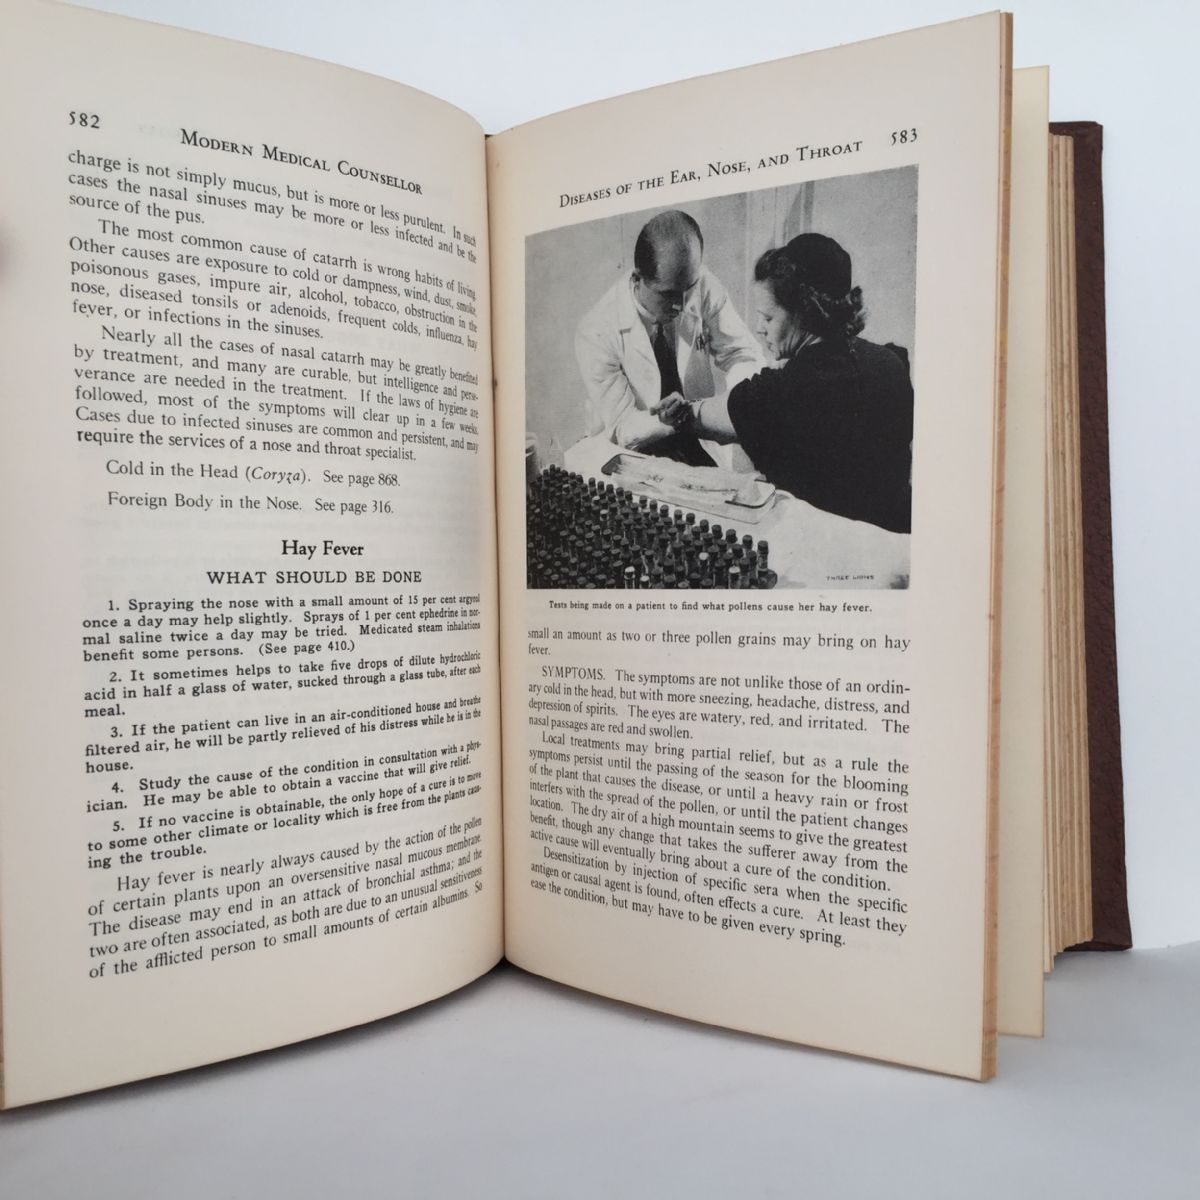 582
MODERN MEDICAL COUNSELLOR
charge is not simply mucus, but is more or less purulent. In such
cases the nasal sinuses may be more or less infected and be the
source of the pus.
The most common cause of catarrh is wrong habits of living.
Other causes are exposure to cold or dampness, wind, dust, smoke,
poisonous gases, impure air, alcohol, tobacco, obstruction in the
nose, diseased tonsils or adenoids, frequent colds, influenza, hay
fever, or infections in the sinuses.
Nearly all the cases of nasal catarrh may be greatly benefited
by treatment, and many are curable, but intelligence and perse-
verance are needed in the treatment. If the laws of hygiene are
followed, most of the symptoms will clear up in a few weeks.
Cases due to infected sinuses are common and persistent, and may
require the services of a nose and throat specialist.
Cold in the Head (Coryza). See page 868.
Foreign Body in the Nose. See page 316.
Hay Fever
WHAT SHOULD BE DONE
1. Spraying the nose with a small amount of 15 per cent argyrol
once a day may help slightly. Sprays of 1 per cent ephedrine in nor-
mal saline twice a day may be tried. Medicated steam inhalations
benefit some persons. (See page 410.)
2. It sometimes helps to take five drops of dilute hydrochloric
acid in half a glass of water, sucked through a glass tube, after each
meal.
3. If the patient can live in an air-conditioned house and breathe
filtered air, he will be partly relieved of his distress while he is in the
house.
4. Study the cause of the condition in consultation with a phys-
ician. He may be able to obtain a vaccine that will give relief.
5. If no vaccine is obtainable, the only hope of a cure is to move
to some other climate or locality which is free from the plants caus-
ing the trouble.
Hay fever is nearly always caused by the action of the pollen
of certain plants upon an oversensitive nasal mucous membrane.
The disease may end in an attack of bronchial asthma; and the
two are often associated, as both are due to an unusual sensitiveness
of the afflicted person to small amounts of certain albumins. So
DISEASES OF THE EAR, NOSE, AND THROAT 583
THREE LIONS
Tests being made on a patient to find what pollens cause her hay fever.
small an amount as two or three pollen grains may bring on hay
fever.
SYMPTOMS. The symptoms are not unlike those of an ordin-
ary cold in the head, but with more sneezing, headache, distress, and
depression of spirits. The eyes are watery, red, and irritated. The
nasal passages are red and swollen.
Local treatments may bring partial relief, but as a rule the
symptoms persist until the passing of the season for the blooming
of the plant that causes the disease, or until a heavy rain or frost
interferes with the spread of the pollen, or until the patient changes
location. The dry air of a high mountain seems to give the greatest
benefit, though any change that takes the sufferer away from the
active cause will eventually bring about a cure of the condition.
Desensitization by injection of specific sera when the specific
antigen or causal agent is found, often effects a cure. At least they
ease the condition, but may have to be given every spring.